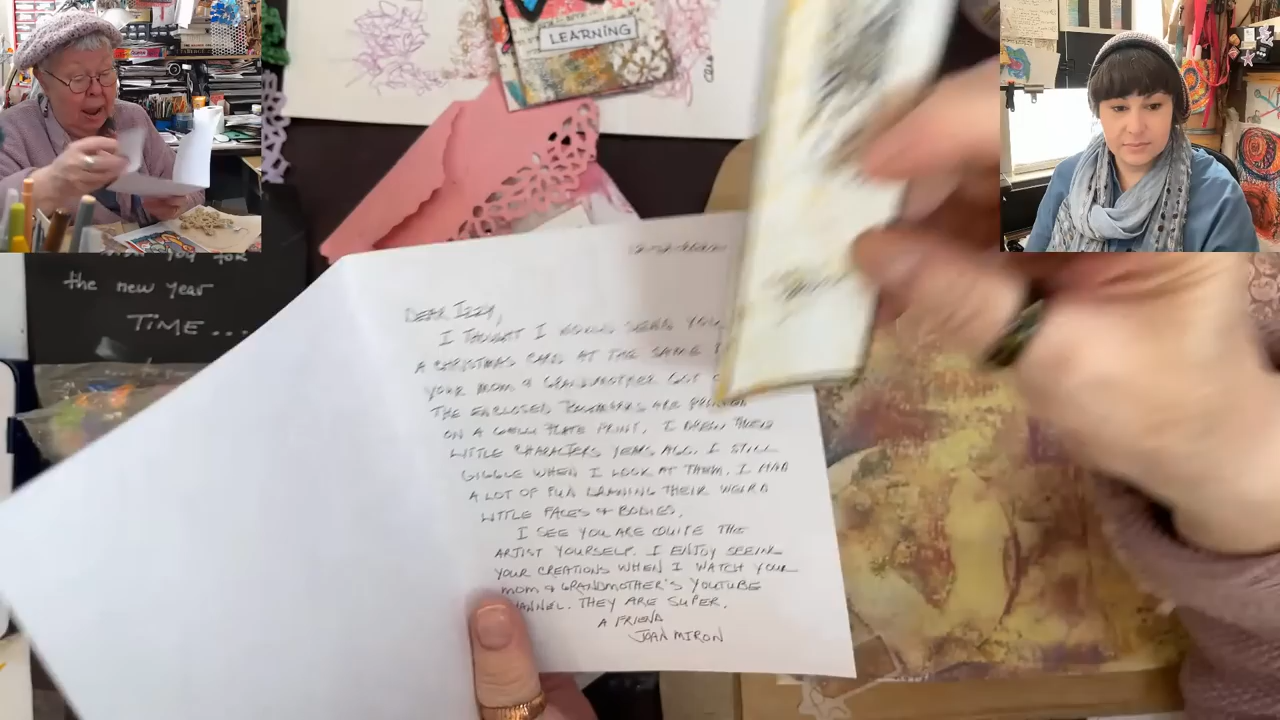 LEARNING
YOU FOR
the new year
TIME...
DEAR IZZY,
I THOUGHT I WOULD SEND YOU
A CHRISTMAS CARD AT THE SAME
YOUR MOM & GRANDMOTHER GOT
THE ENCLOSED BOOKMARKS ARE PRINTED
ON A GELLI PLATE PRINT. I DREW THESE
LITTLE CHARACTERS YEARS AGO. I STILL
GIGGLE WHEN I LOOK AT THEM. I HAD
A LOT OF FUN DRAWING THEIR WEIRD
LITTLE FACES & BODIES.
I SEE YOU ARE QUITE THE
ARTIST YOURSELF. I ENJOY SEEING
YOUR CREATIONS WHEN I WATCH YOUR
MOM & GRANDMOTHER'S YOUTUBE
CHANNEL. THEY ARE SUPER.
A FRIEND
JOAN MIRON